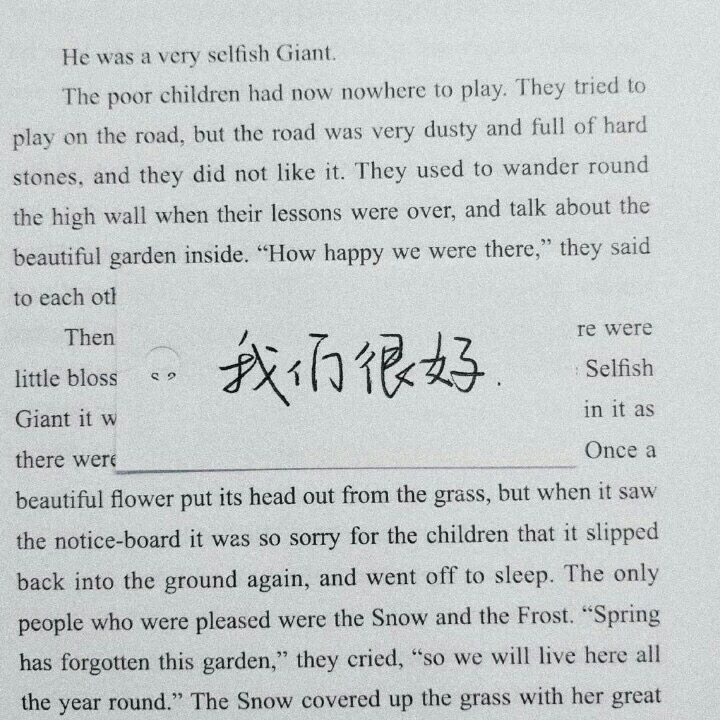 He was a very selfish Giant.
The poor children had now nowhere to play. They tried to
play on the road, but the road was very dusty and full of hard
stones, and they did not like it. They used to wander round
the high wall when their lessons were over, and talk about the
beautiful garden inside. “How happy we were there,” they said
to each
Then re were
little Selfish
Giant it in it as
there Once a
我们很好.
beautiful flower put its head out from the grass, but when it saw
the notice-board it was so sorry for the children that it slipped
back into the ground again, and went off to sleep. The only
people who were pleased were the Snow and the Frost. “Spring
has forgotten this garden,” they cried, “so we will live here all
the year round.” The Snow covered up the grass with her great